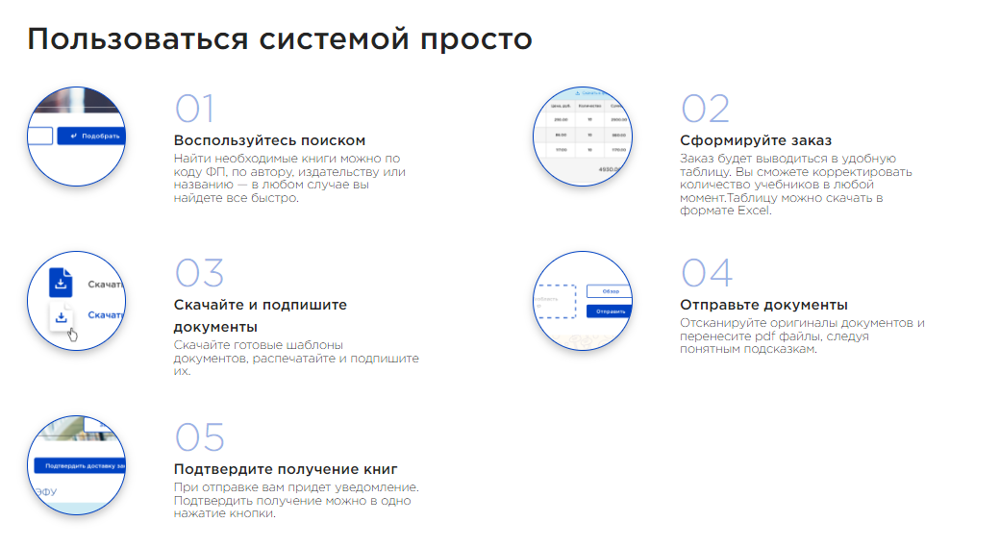 Пользоваться системой просто
Подобрать
01
Воспользуйтесь поиском
Найти необходимые книги можно по
коду ФП, по автору, издательству или
названию — в любом случае вы
найдете все быстро.
Цена, руб.
Количество
02
Сформируйте заказ
Заказ будет выводиться в удобную
таблицу. Вы сможете корректировать
количество учебников в любой
момент.Таблицу можно скачать в
формате Excel.
Скачать
Скачать
03
Скачайте и подпишите
документы
Скачайте готовые шаблоны
документов, распечатайте и подпишите
их.
Обзор
Отправить
04
Отправьте документы
Отсканируйте оригиналы документов и
перенесите pdf файлы, следуя
понятным подсказкам.
Подтвердить доставку
ЭФУ
05
Подтвердите получение книг
При отправке вам придет уведомление.
Подтвердить получение можно в одно
нажатие кнопки.